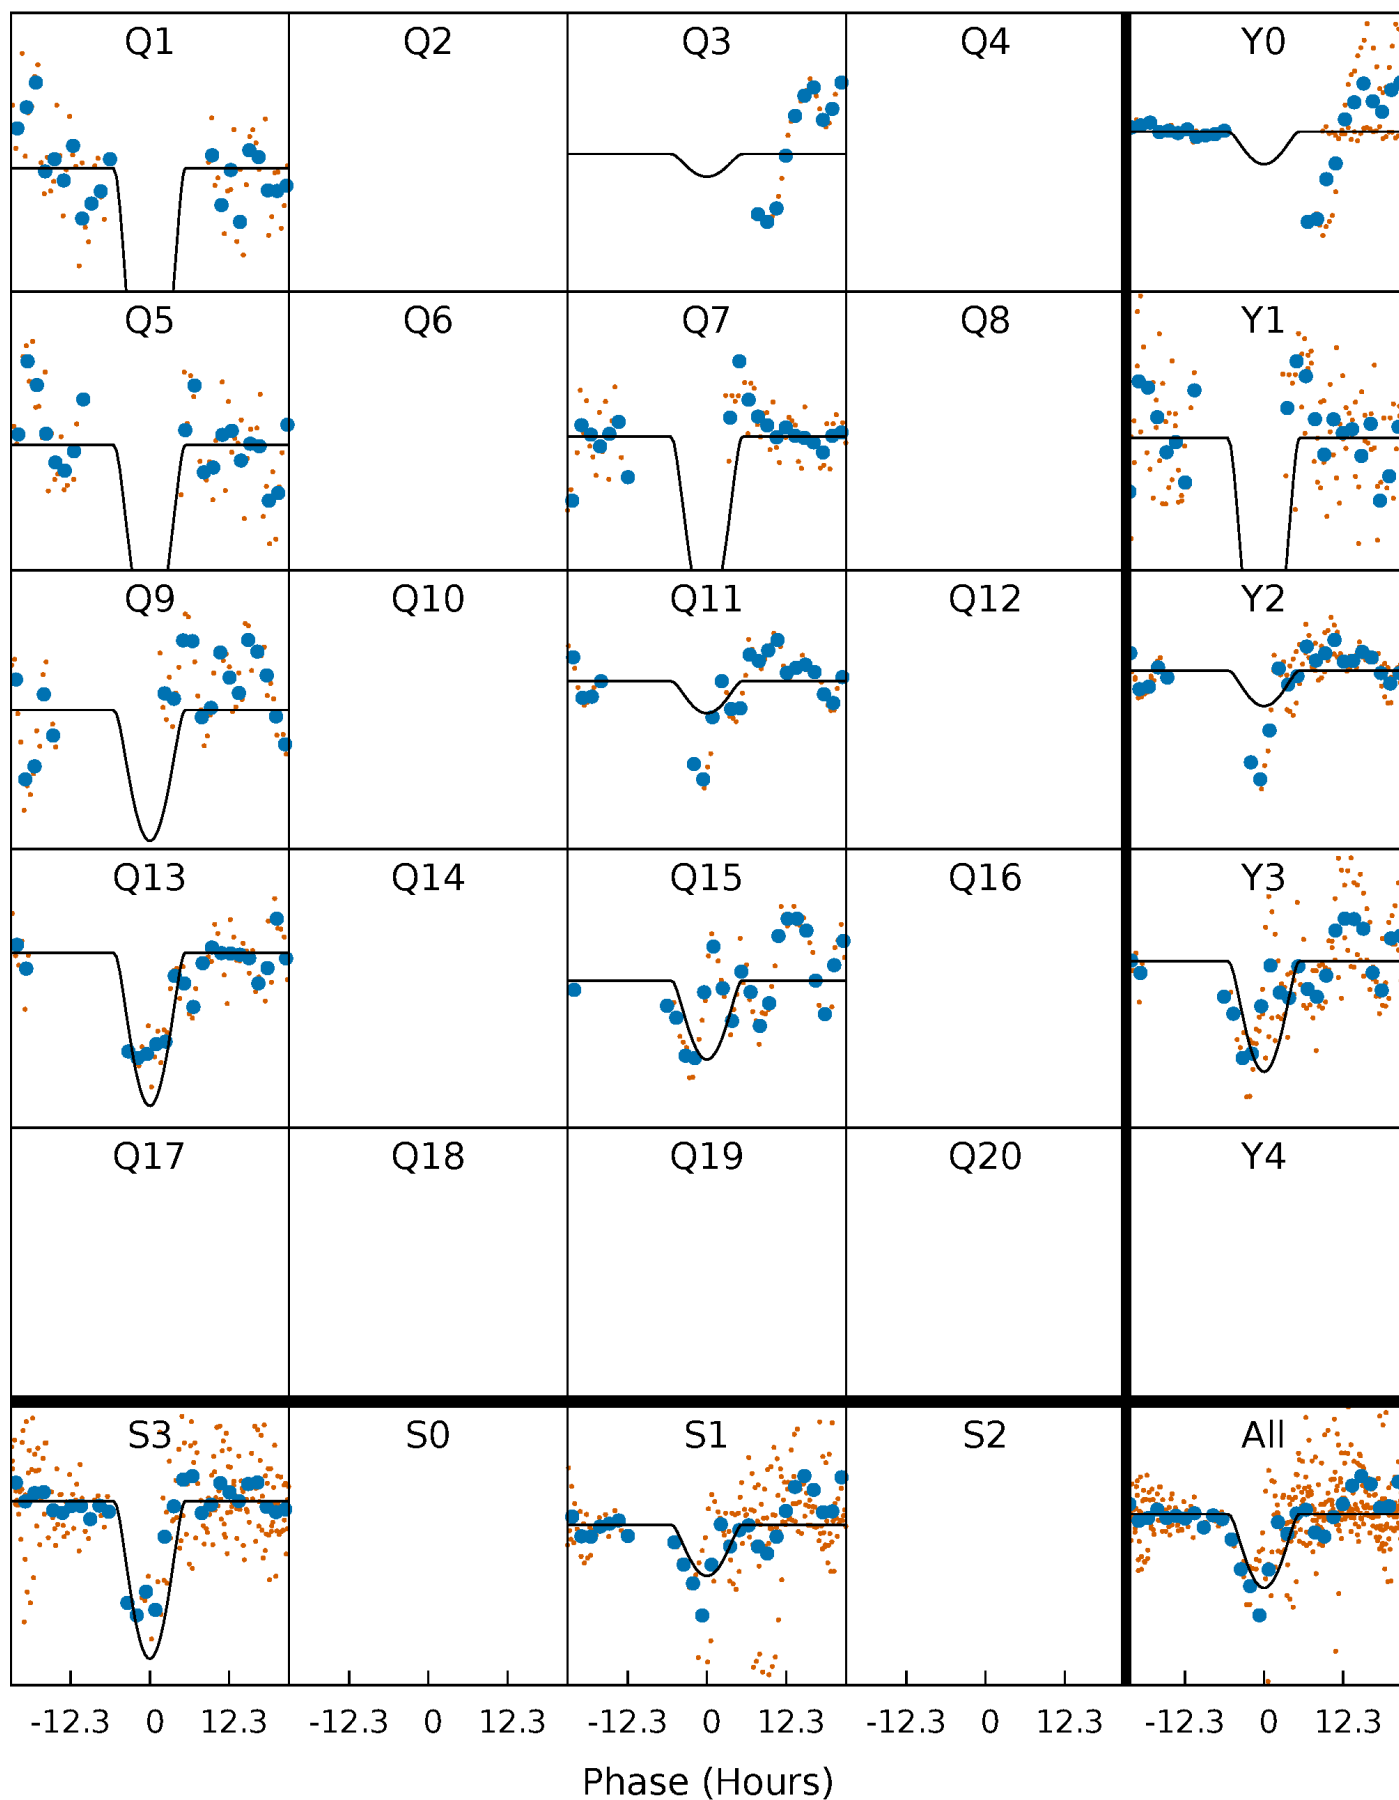 Q1 Q2 Q3 Q4 Y0
Q5 Q6 Q7 Q8 Y1
Q9 Q10 Q11 Q12 Y2
Q13 Q14 Q15 Q16 Y3
Q17 Q18 Q19 Q20 Y4
S3 S0 S1 S2 All
-12.3 0 12.3 -12.3 0 12.3 -12.3 0 12.3 -12.3 0 12.3 -12.3 0 12.3
Phase (Hours)